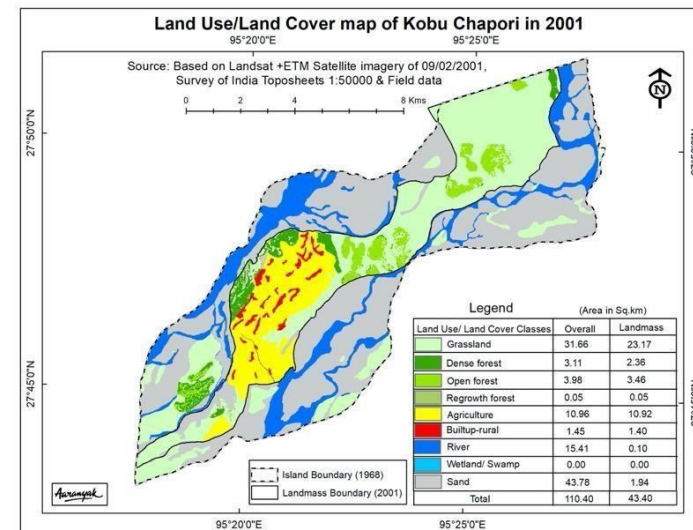 Land Use/Land Cover map of Kobu Chapori in 2001
95°20'0"E 95°25'0"E
Source: Based on Landsat +ETM Satellite imagery of 09/02/2001,
Survey of India Toposheets 1:50000 & Field data
0 2 4 8 Kms
N
27°50'0"N
27°45'0"N
Legend (Area in Sq.km)
Land Use/ Land Cover Classes Overall Landmass
Grassland 31.66 23.17
Dense forest 3.11 2.36
Open forest 3.98 3.46
Regrowth forest 0.05 0.05
Agriculture 10.96 10.92
Builtup-rural 1.45 1.40
River 15.41 0.10
Wetland/ Swamp 0.00 0.00
Sand 43.78 1.94
Total 110.40 43.40
Island Boundary (1968)
Landmass Boundary (2001)
Aaranyak
95°20'0"E 95°25'0"E